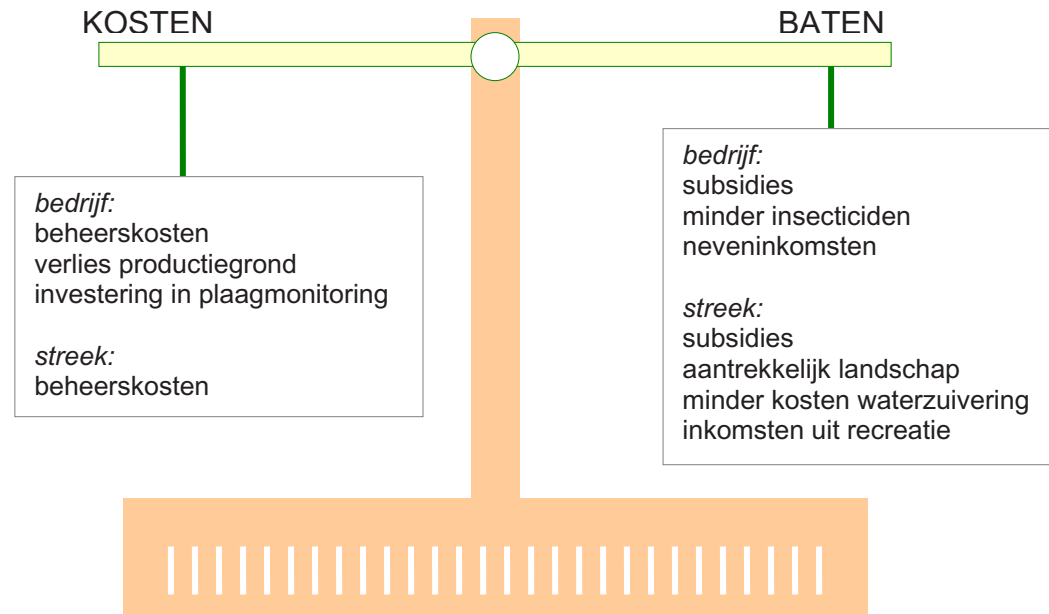 KOSTEN
BATEN
bedrijf:
beheerskosten
verlies productiegrond
investering in plaagmonitoring
streek:
beheerskosten
bedrijf:
subsidies
minder insecticiden
neveninkomsten
streek:
subsidies
aantrekkelijk landschap
minder kosten waterzuivering
inkomsten uit recreatie